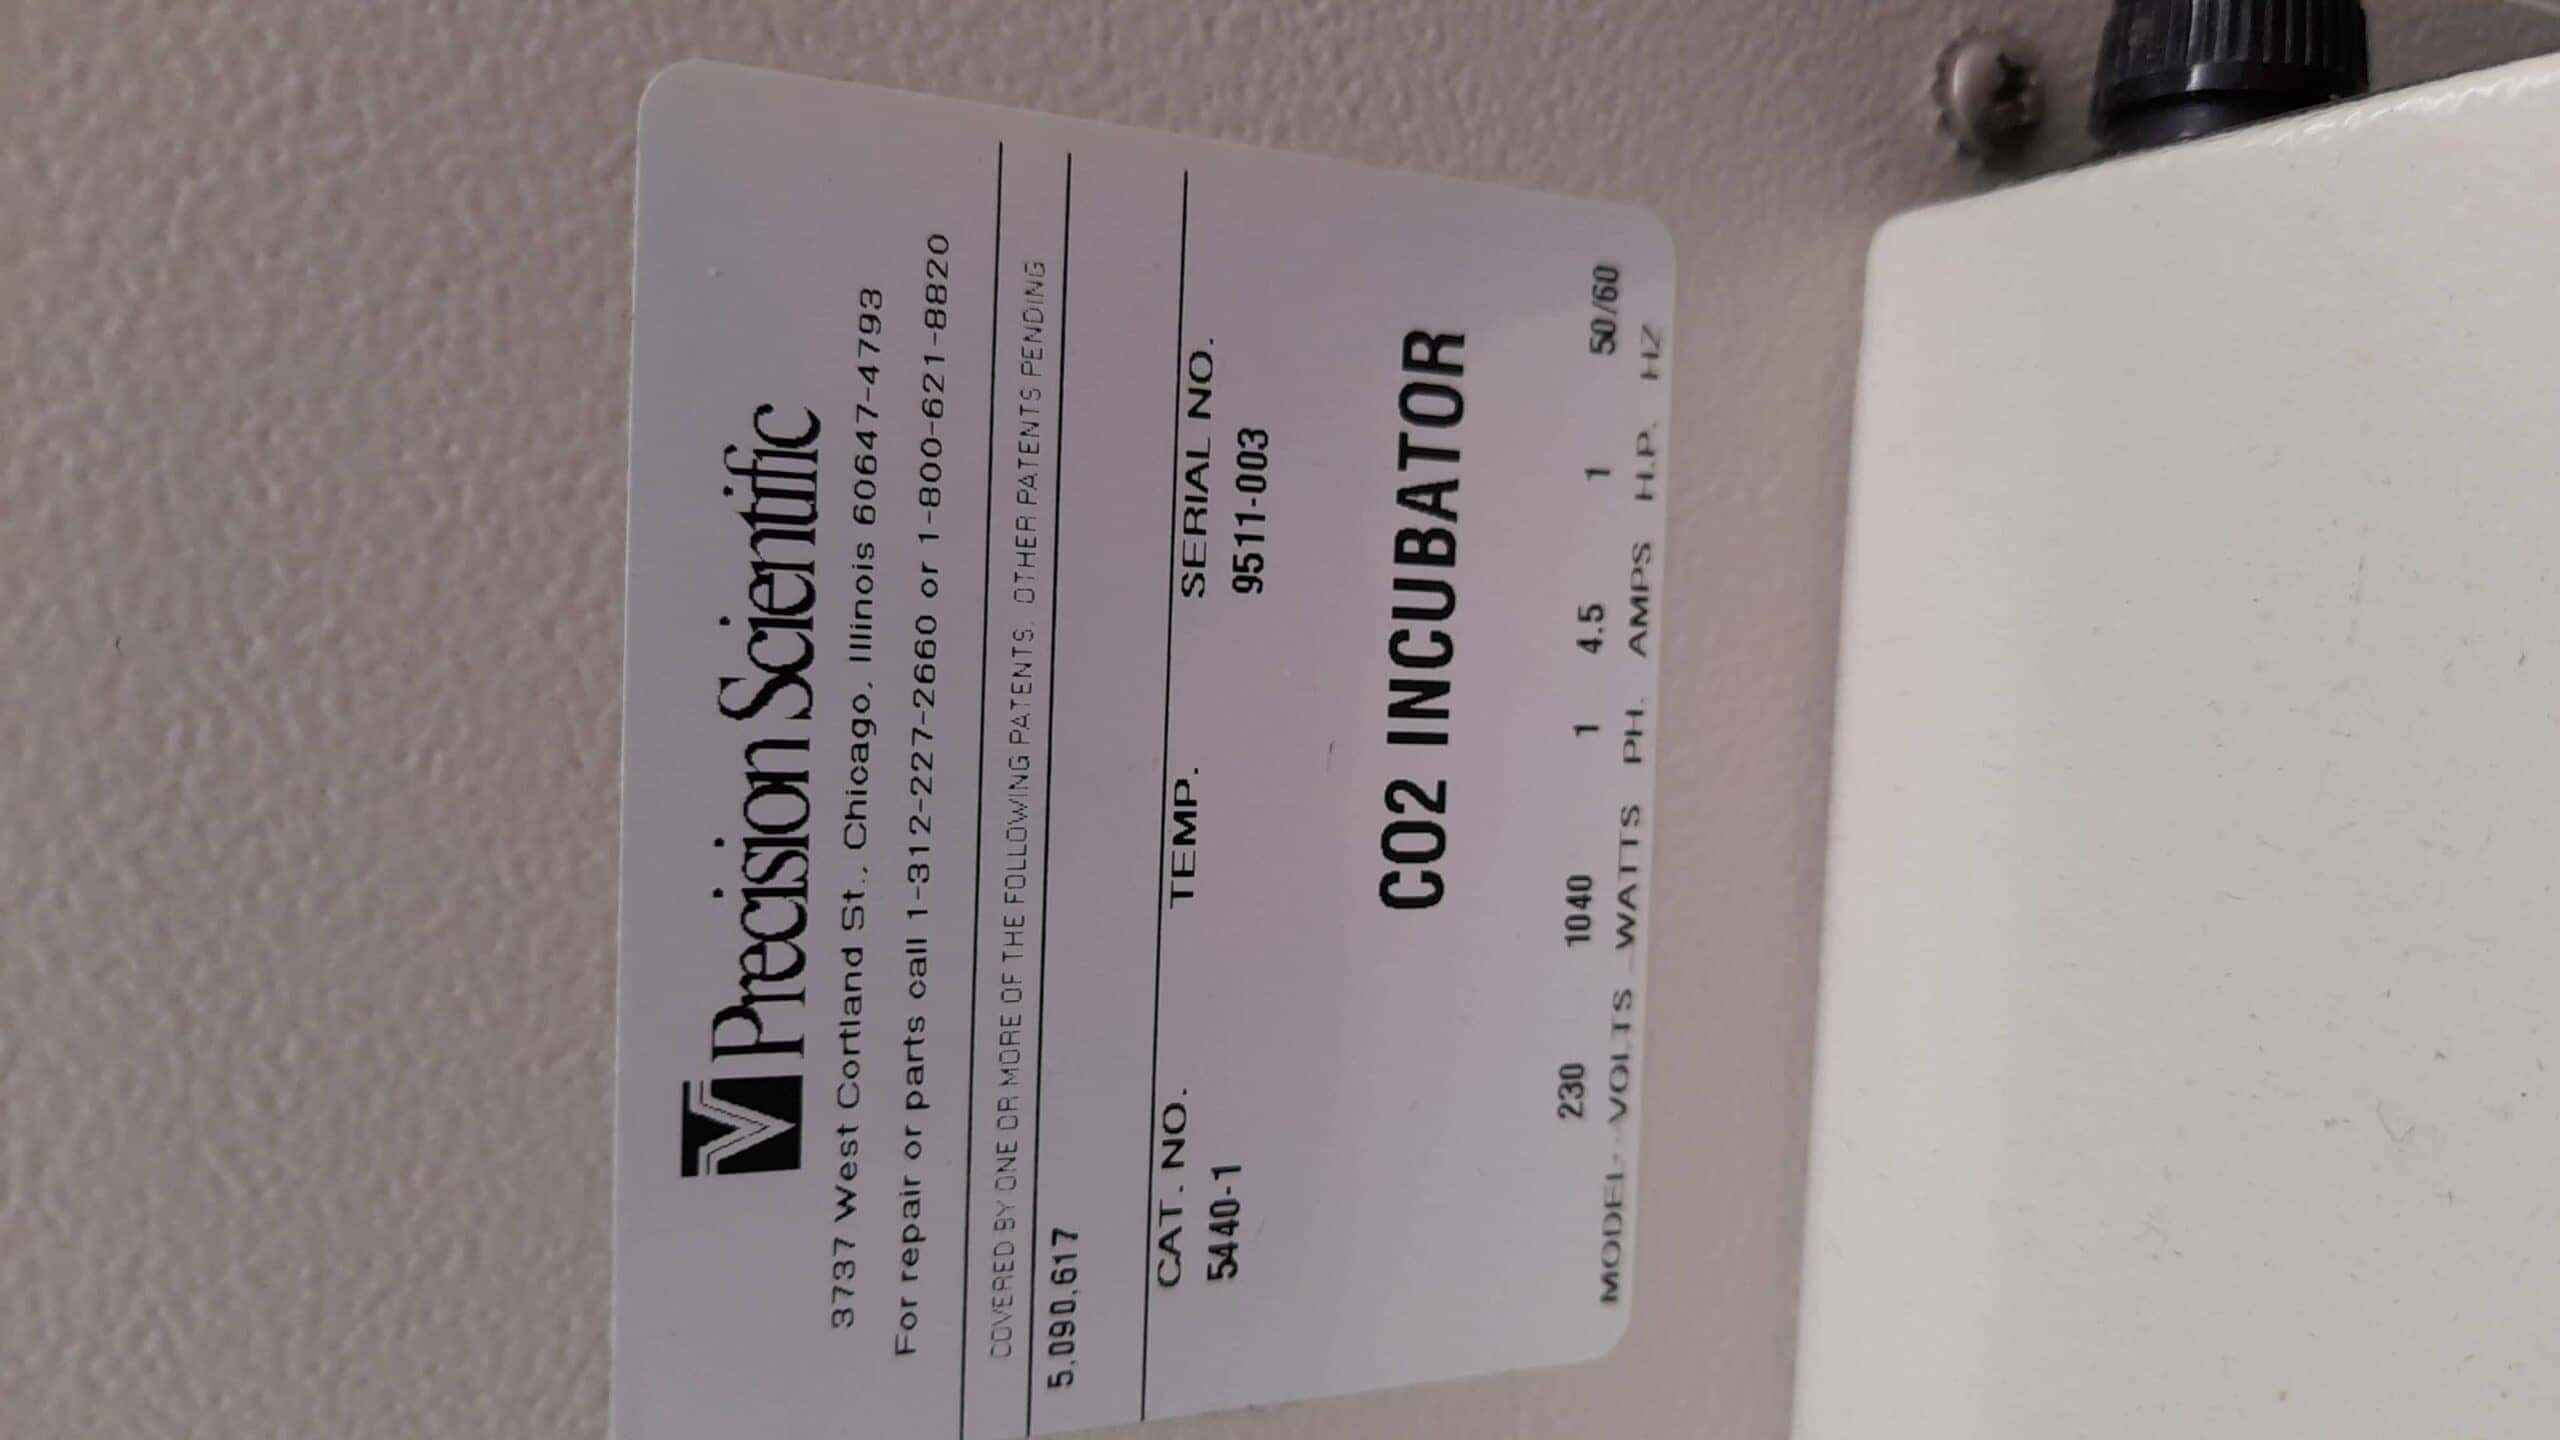 Precision Scientific
3737 West Cortland St., Chicago, Illinois 60647-4793
For repair or parts call 1-312-227-2660 or 1-800-621-8820
COVERED BY ONE OR MORE OF THE FOLLOWING PATENTS. OTHER PATENTS PENDING
5,090,617
CAT. NO. TEMP. SERIAL NO.
5440-1 9511-003
CO2 INCUBATOR
230 1040 1 4.5 1 50/60
MODEL VOLTS WATTS PH. AMPS H.P. HZ